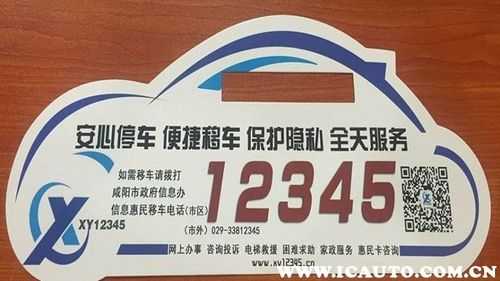 安心停车 便捷移车 保护隐私 全天服务
如需移车请拨打
咸阳市政府信息办
信息惠民移车电话(市区)
12345
(市外) 029-33812345
XY12345
网上办事 咨询投诉 电梯救援 困难求助 家政服务 惠民卡咨询
www.xy12345.cn
WWW.ICAUTO.COM.CN